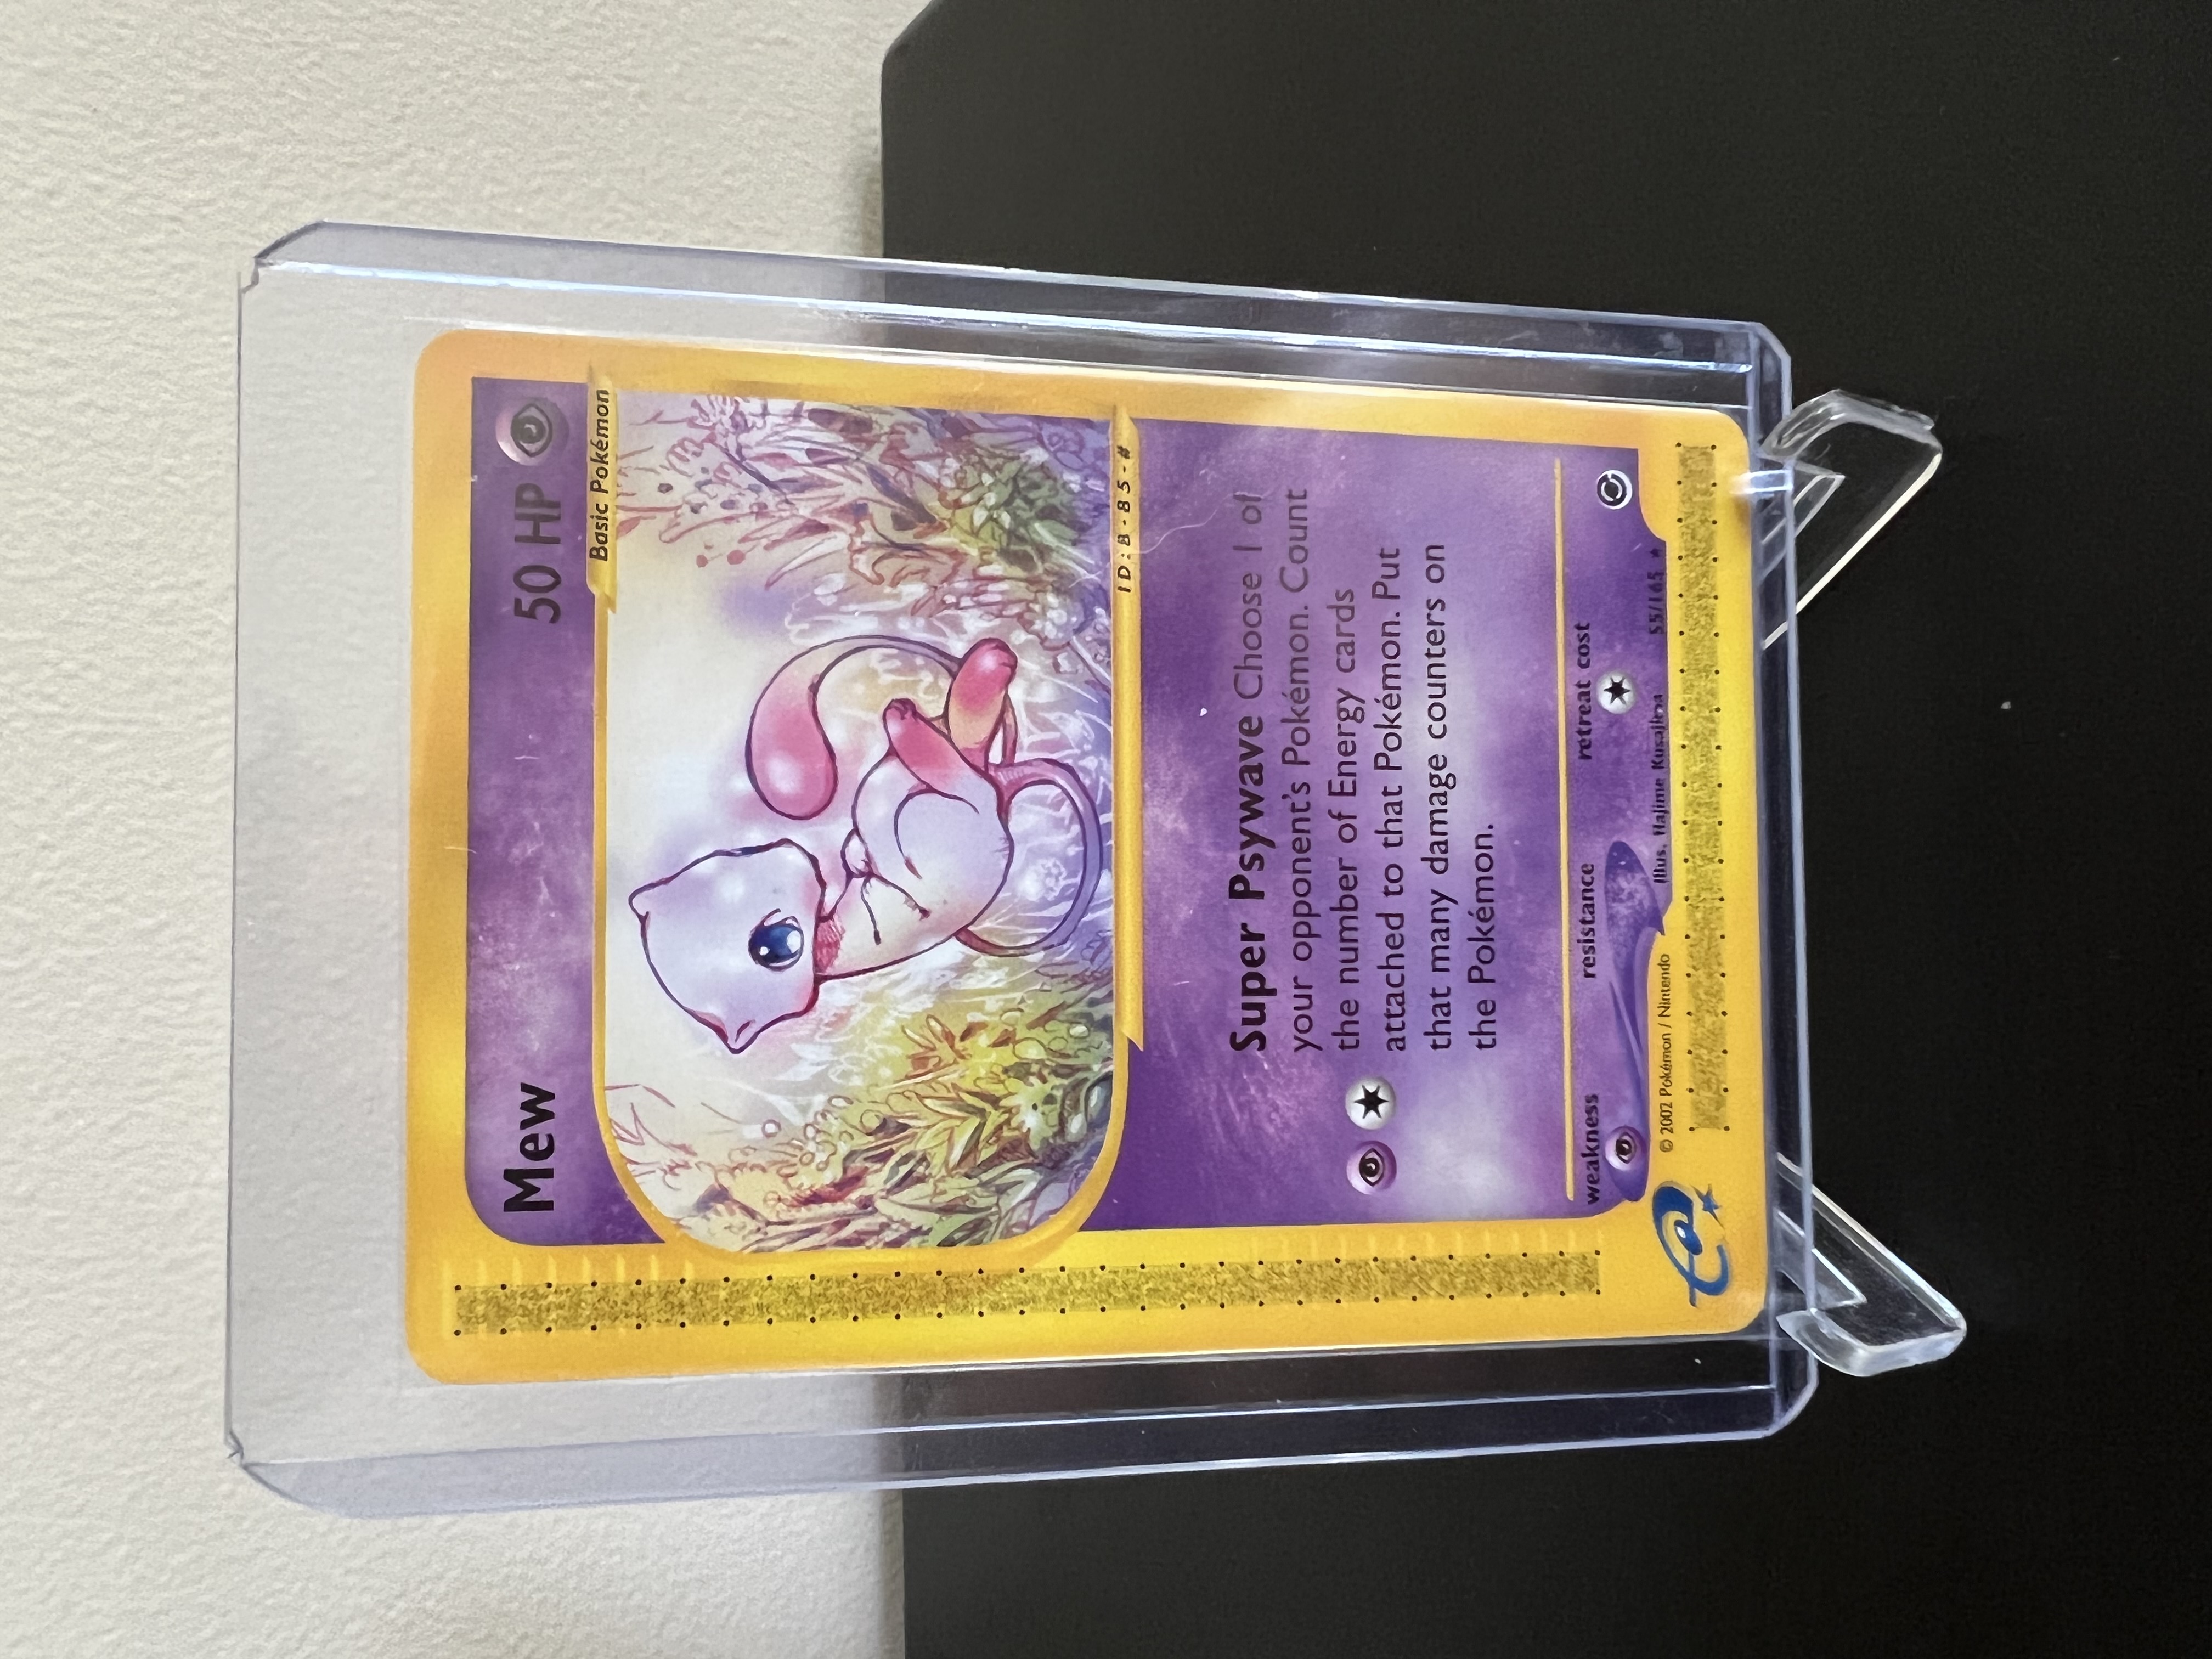 Mew 50 HP
Basic Pokémon
ID:B-85-#
Super Psywave Choose 1 of
your opponent's Pokémon. Count
the number of Energy cards
attached to that Pokémon. Put
that many damage counters on
the Pokémon.
weakness resistance retreat cost
© 2002 Pokémon / Nintendo Illus. Hajime Kusajima 55/165 ★
e